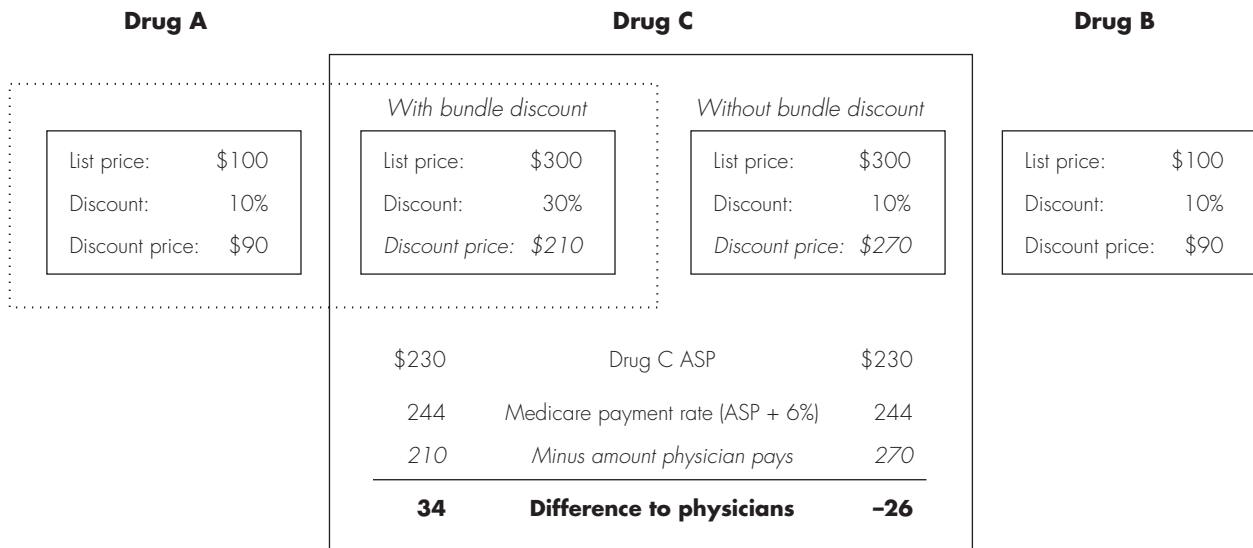 Drug A Drug C Drug B
With bundle discount Without bundle discount
List price: $100 List price: $300 List price: $300 List price: $100
Discount: 10% Discount: 30% Discount: 10% Discount: 10%
Discount price: $90 Discount price: $210 Discount price: $270 Discount price: $90
$230 Drug C ASP $230
244 Medicare payment rate (ASP + 6%) 244
210 Minus amount physician pays 270
34 Difference to physicians –26